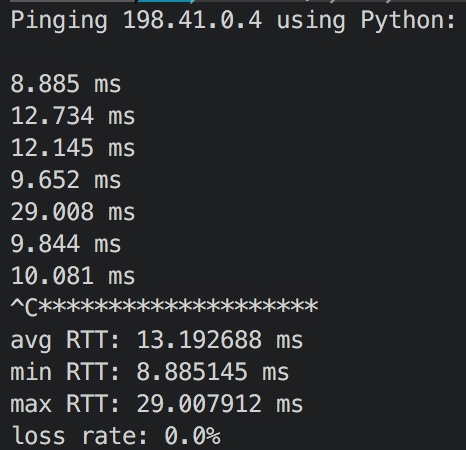 Pinging 198.41.0.4 using Python:
8.885 ms
12.734 ms
12.145 ms
9.652 ms
29.008 ms
9.844 ms
10.081 ms
^C********************
avg RTT: 13.192688 ms
min RTT: 8.885145 ms
max RTT: 29.007912 ms
loss rate: 0.0%